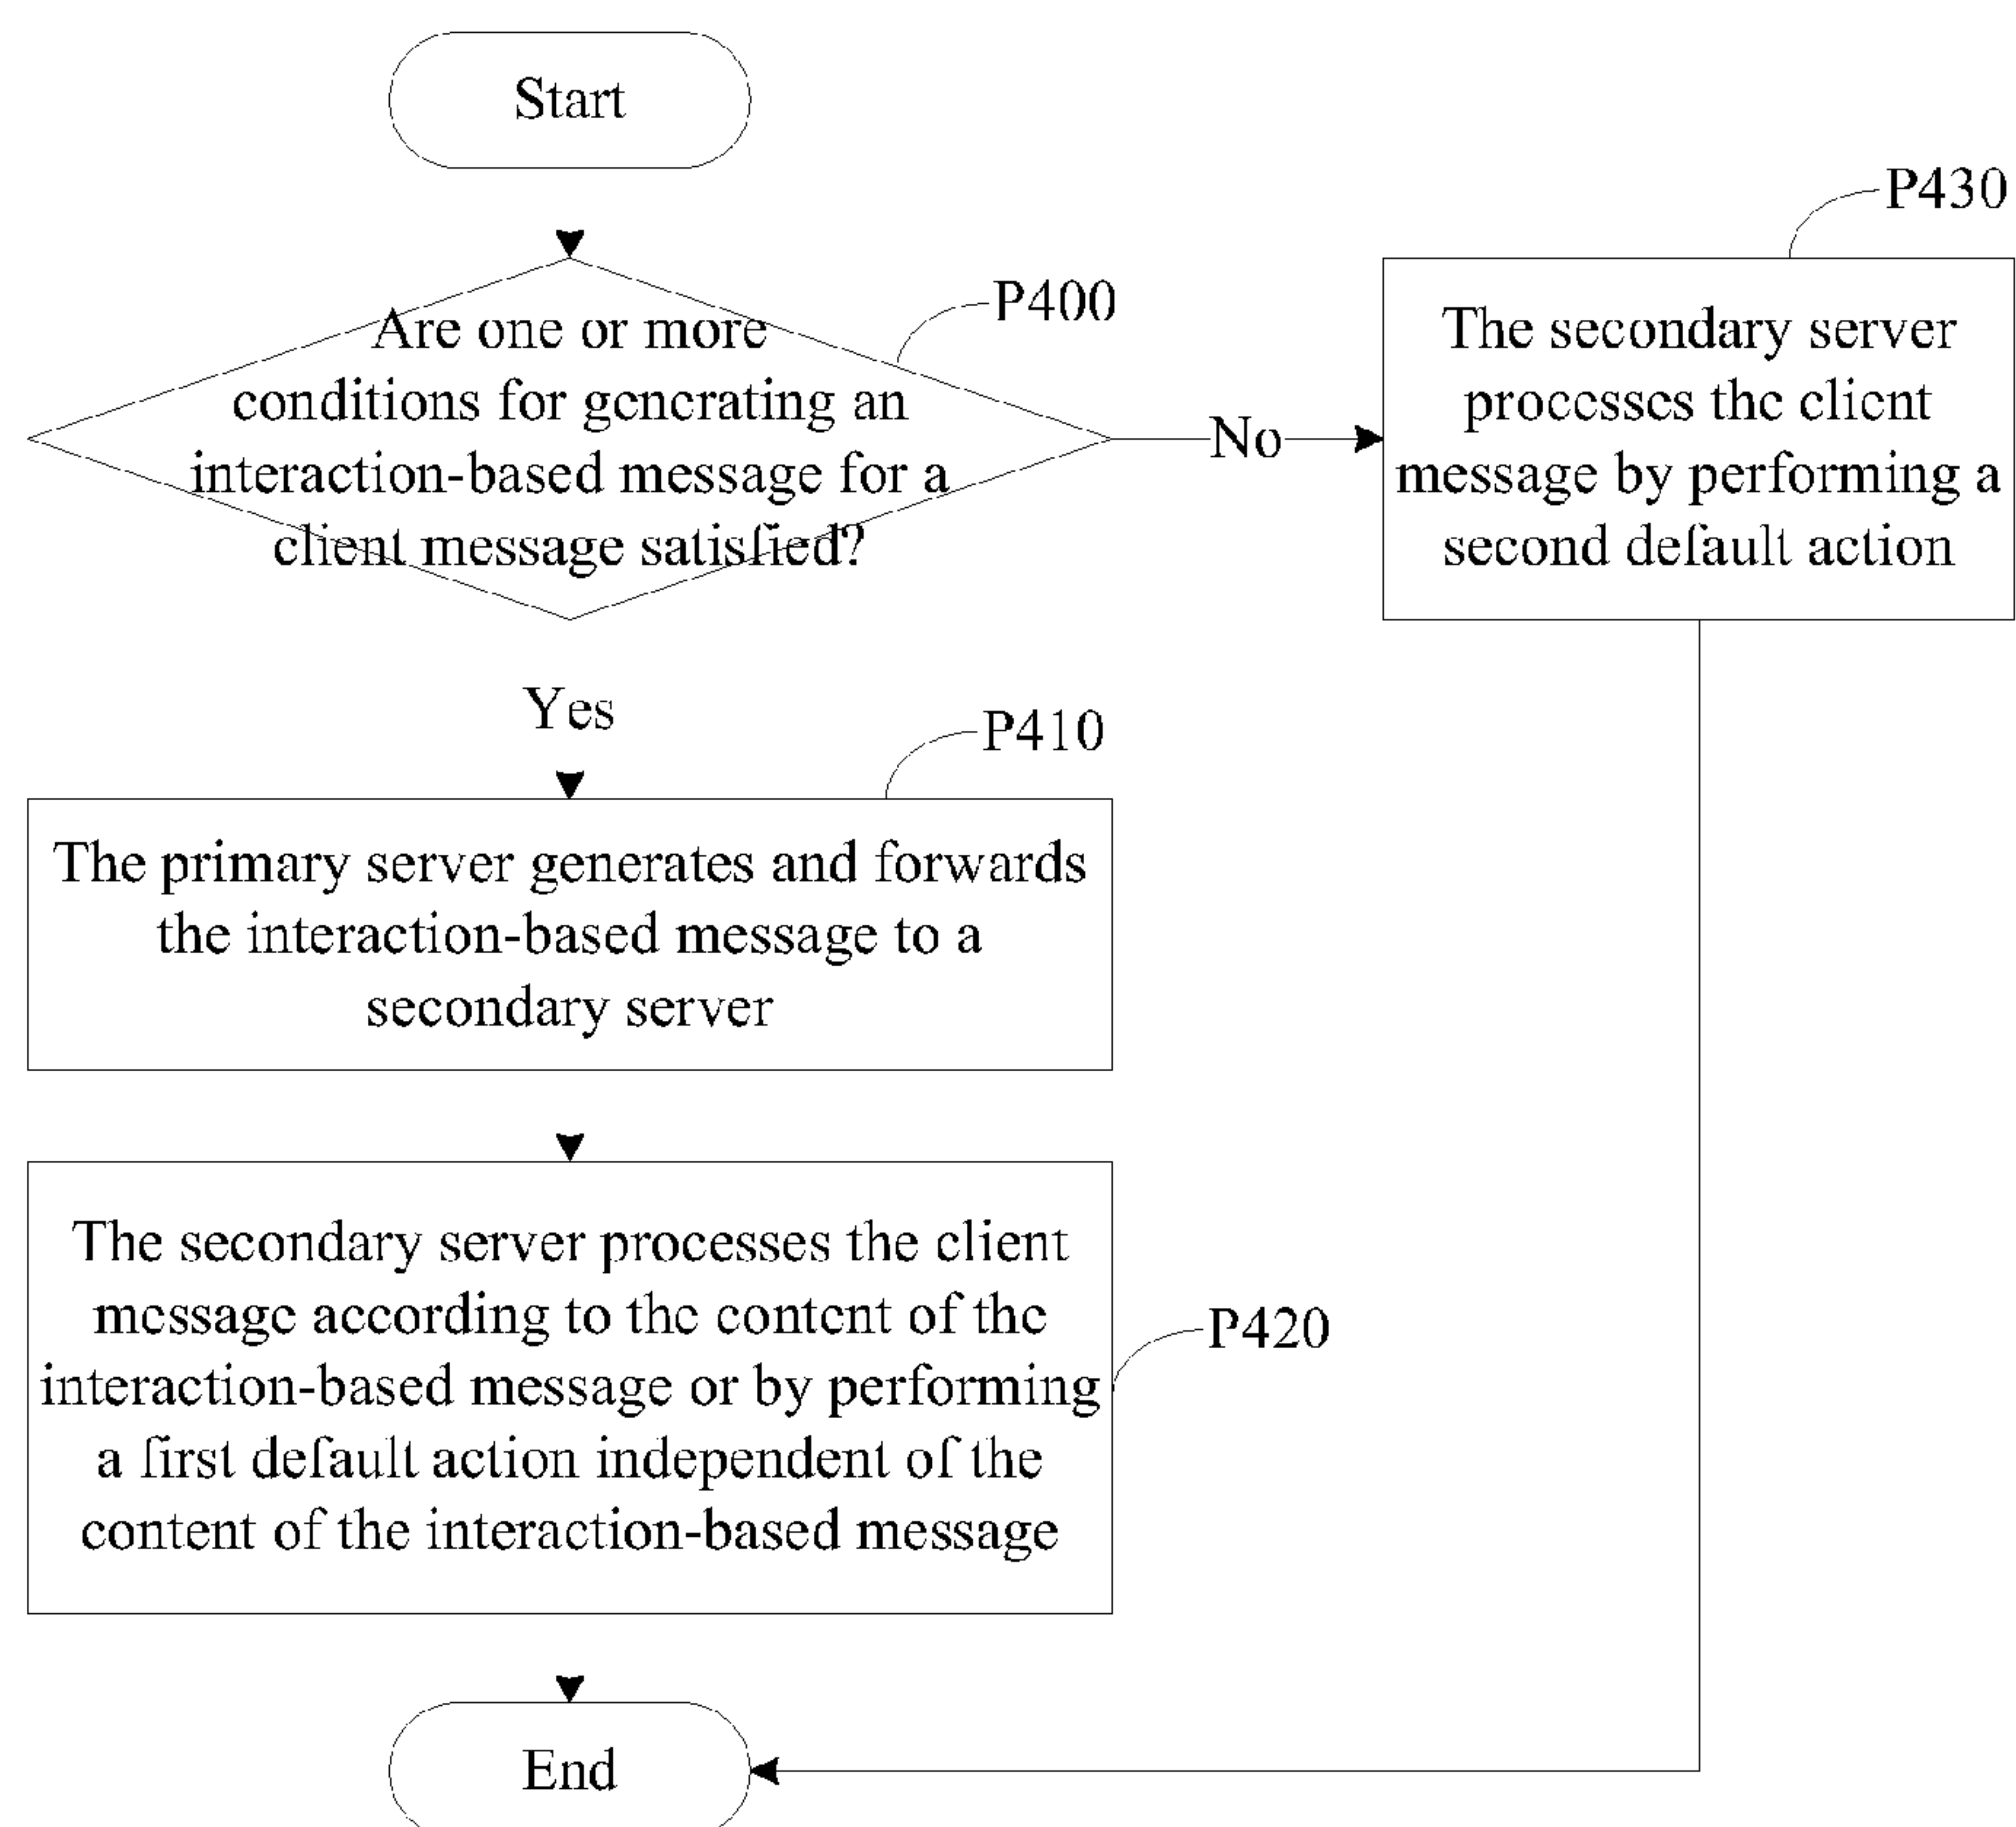 Start
P400
Are one or more
conditions for generating an
interaction-based message for a
client message satisfied?
No
P430
The secondary server
processes the client
message by performing a
second default action
Yes
P410
The primary server generates and forwards
the interaction-based message to a
secondary server
The secondary server processes the client
message according to the content of the
interaction-based message or by performing
a first default action independent of the
content of the interaction-based message
P420
End